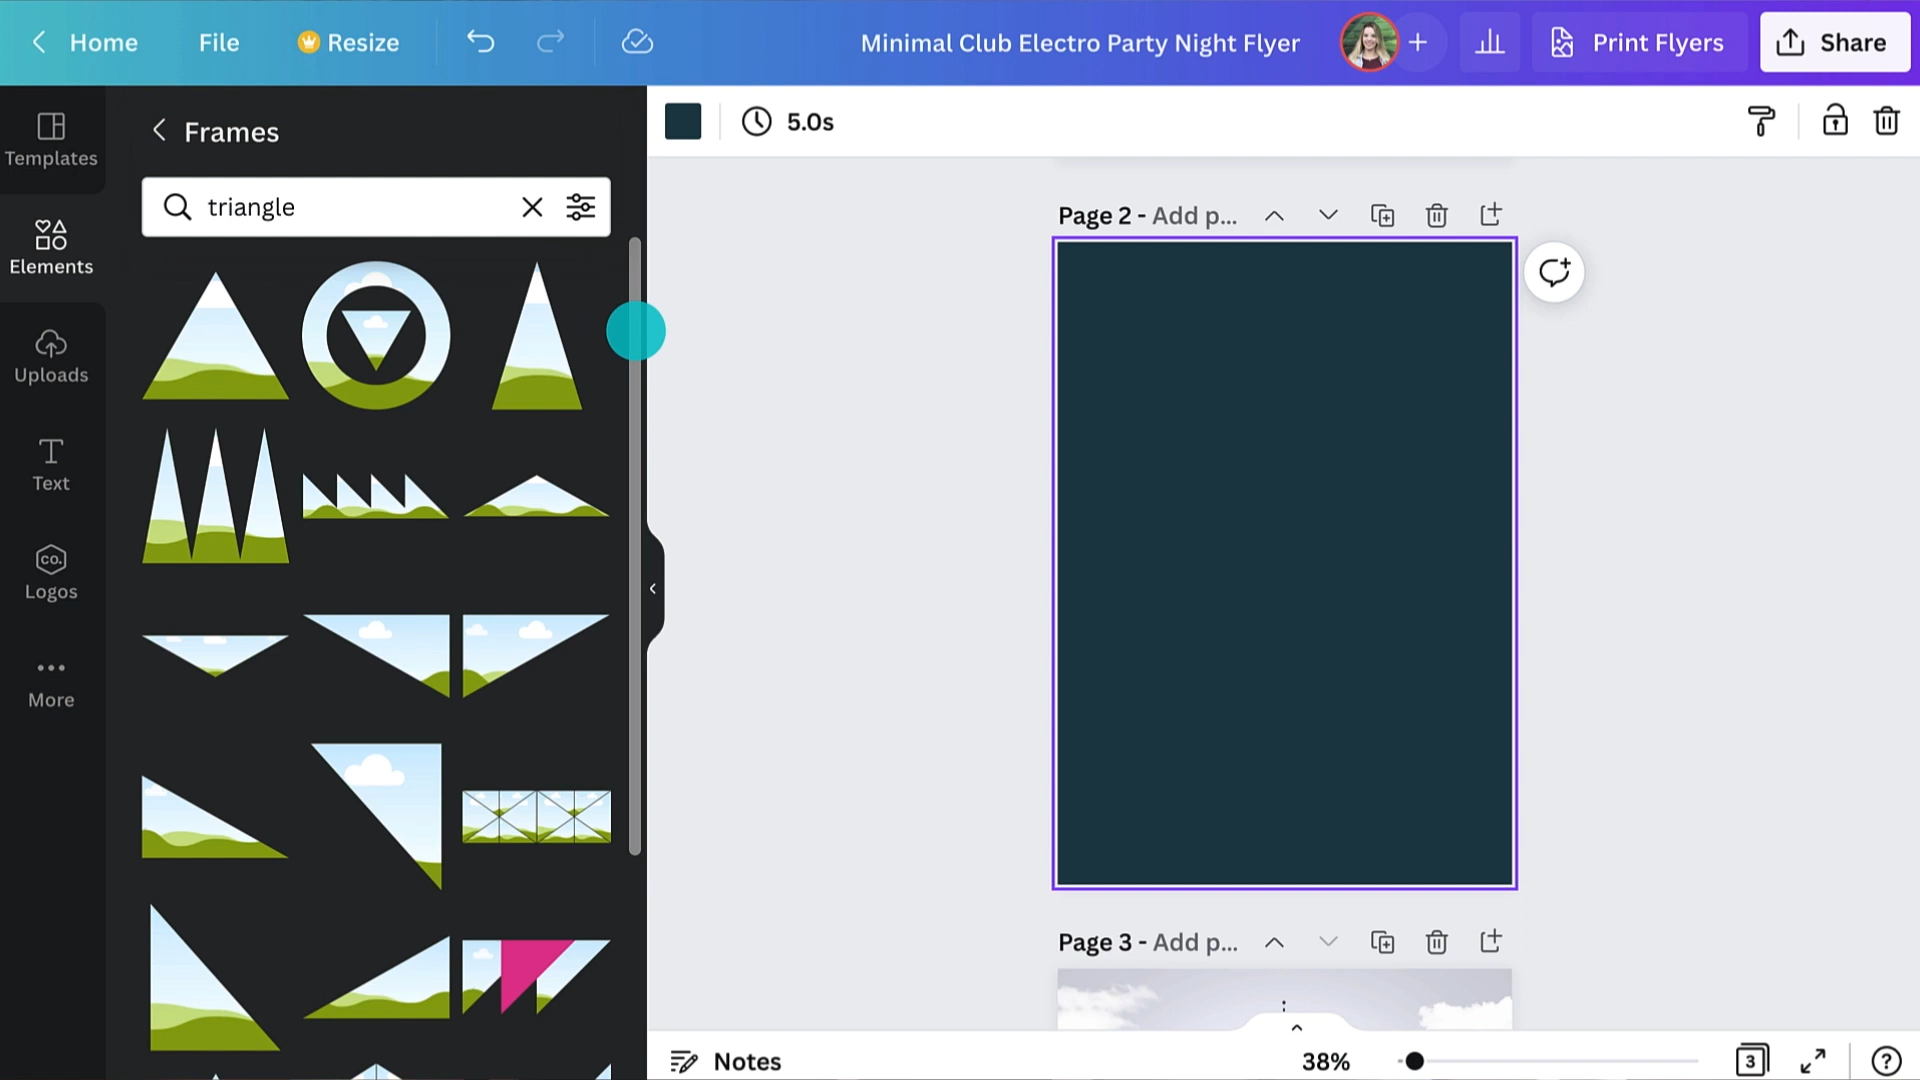 Home
File
Resize
Minimal Club Electro Party Night Flyer
+
Print Flyers
Share
Templates
Elements
Uploads
Text
CO.
Logos
More
Frames
triangle
5.0s
Page 2 - Add p...
Page 3 - Add p...
Notes
38%
3
?